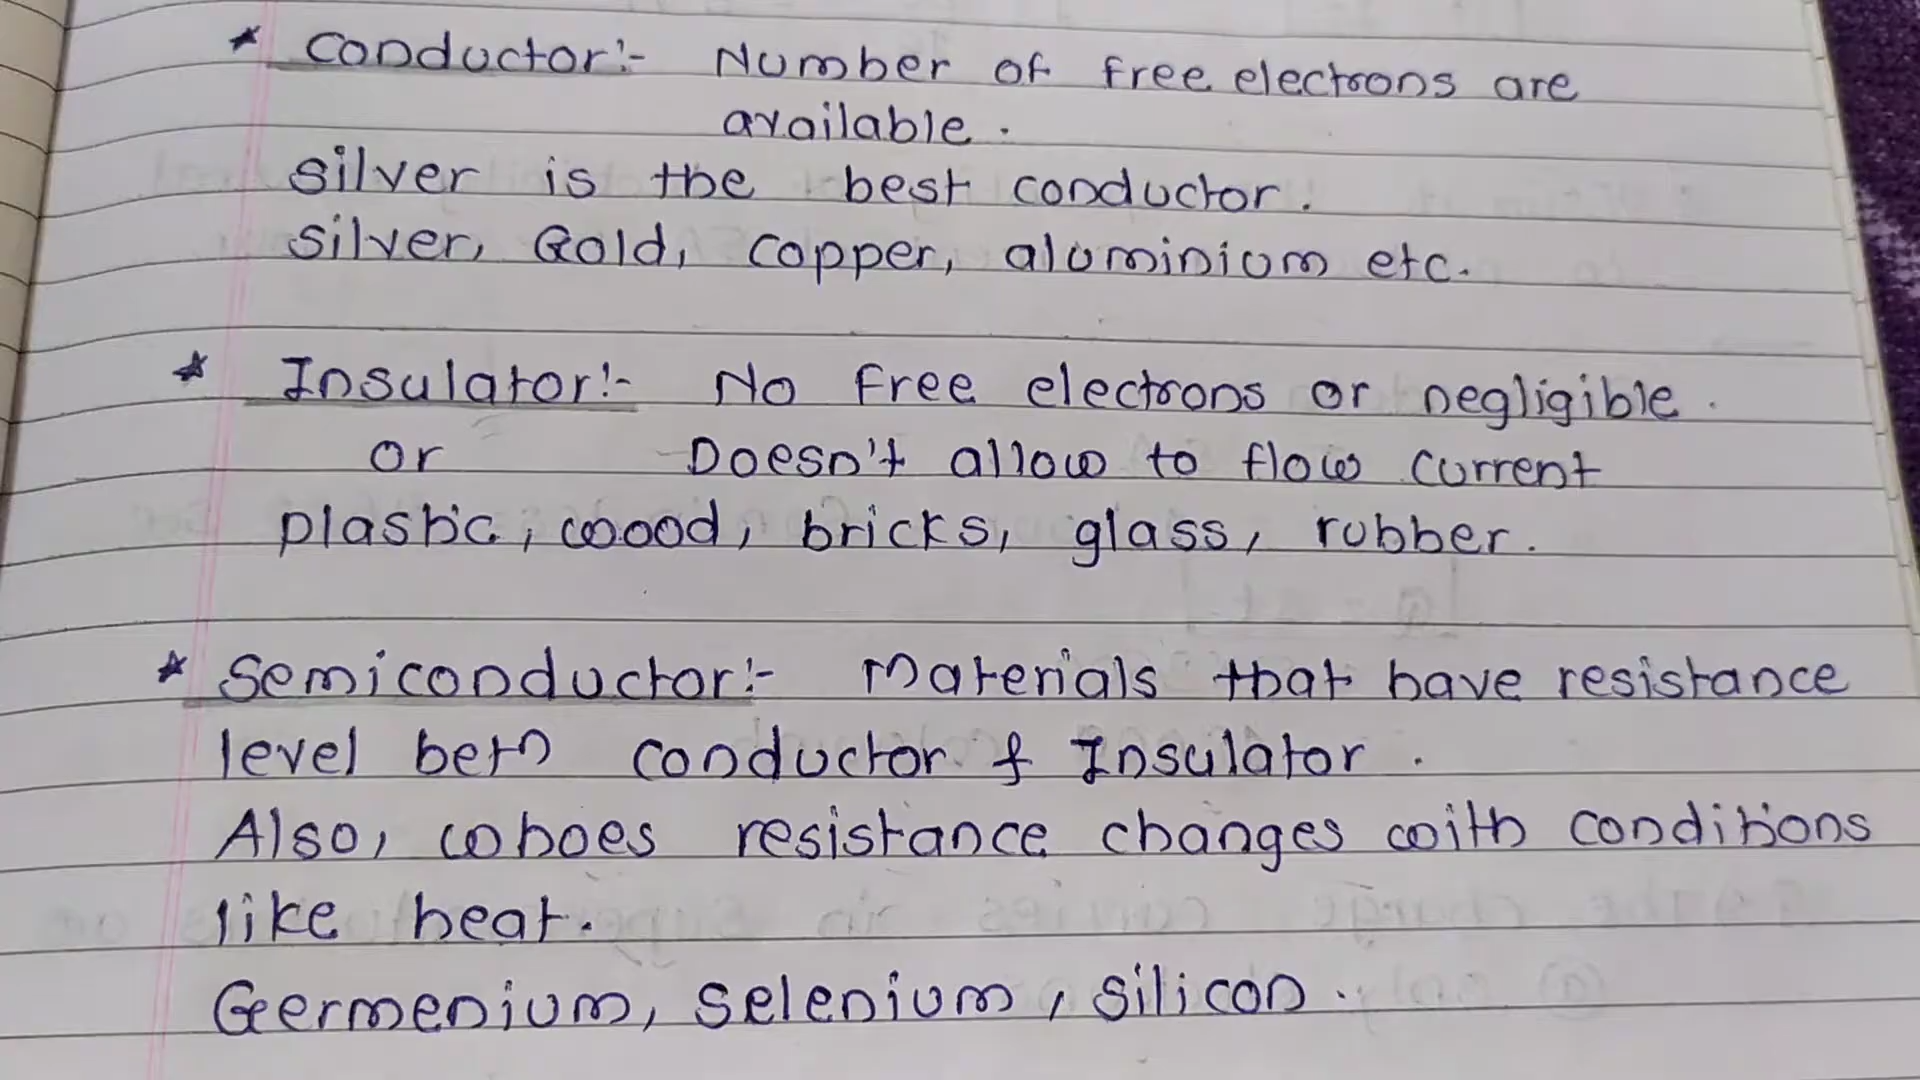 * Conductor:- Number of free electrons are
available.
Silver is the best conductor.
Silver, Gold, Copper, aluminium etc.
* Insulator:- No free electrons or negligible.
or Doesn't allow to flow current
plastic, wood, bricks, glass, rubber.
* Semiconductor:- Materials that have resistance
level betn conductor & Insulator.
Also, whoes resistance changes with conditions
like heat.
Germenium, Selenium, Silicon.